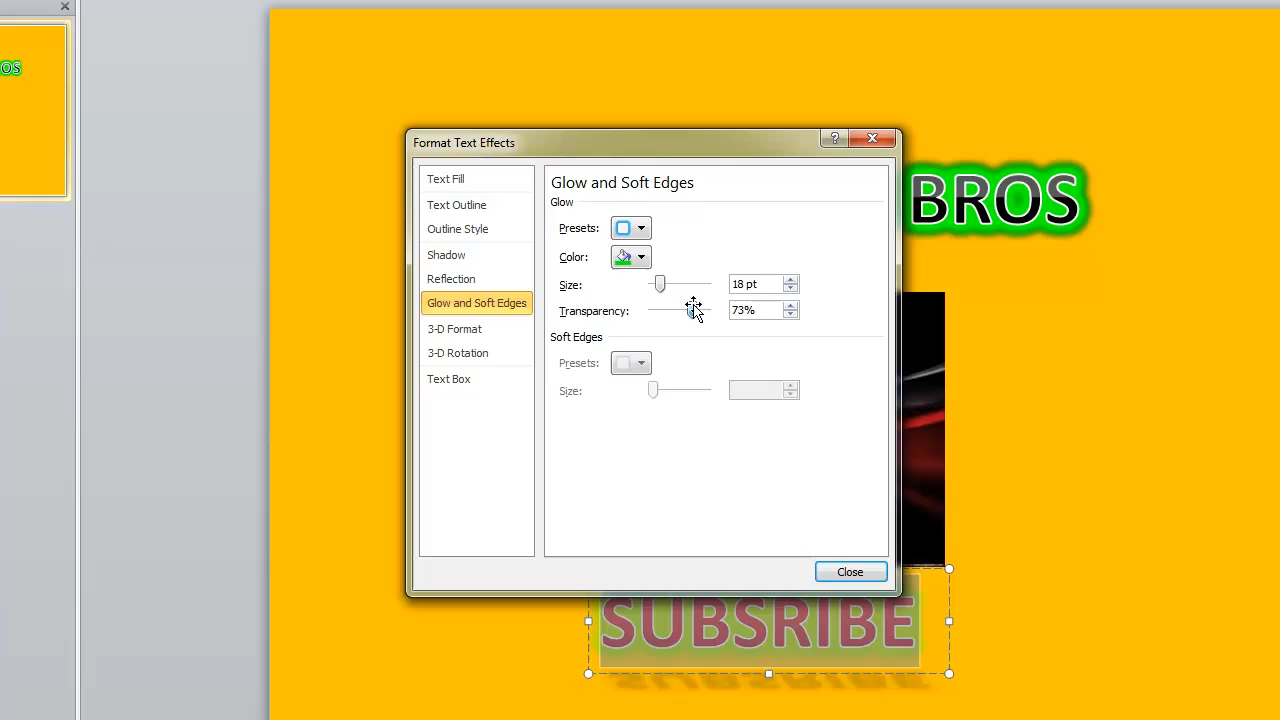 OS
Format Text Effects
?
Text Fill
Text Outline
Outline Style
Shadow
Reflection
Glow and Soft Edges
3-D Format
3-D Rotation
Text Box
Glow and Soft Edges
Glow
Presets:
Color:
Size: 18 pt
Transparency: 73%
Soft Edges
Presets:
Size:
Close
BROS
SUBSRIBE